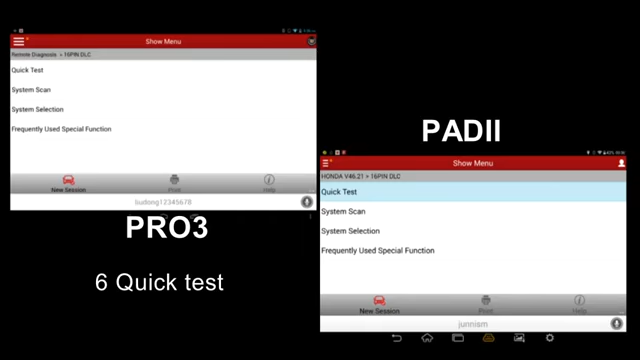 Show Menu
Remote Diagnosis > 16PIN DLC
Quick Test
System Scan
System Selection
Frequently Used Special Function
New Session
Print
Help
liudong12345678
PRO3
6 Quick test
PADII
Show Menu
HONDA V46.21 > 16PIN DLC
Quick Test
System Scan
System Selection
Frequently Used Special Function
New Session
Print
Help
junnism